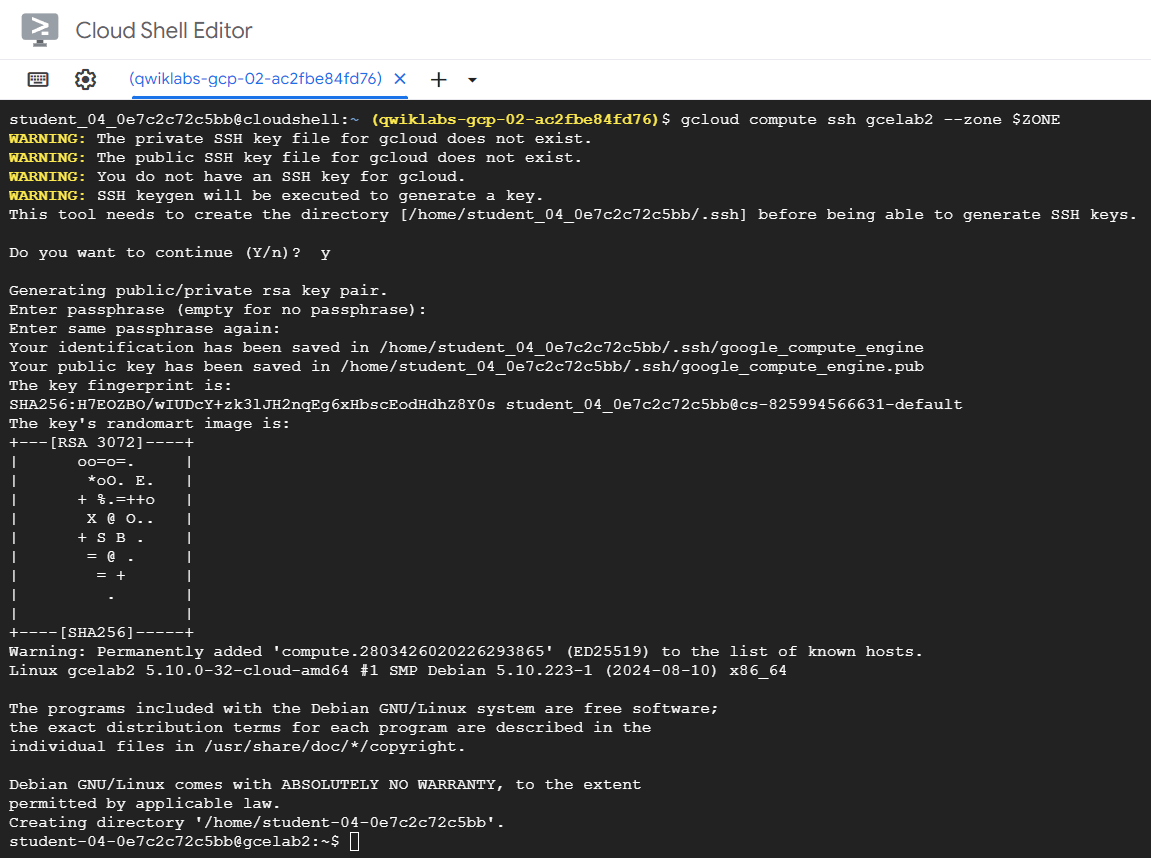 Cloud Shell Editor
(qwiklabs-gcp-02-ac2fbe84fd76)
student_04_0e7c2c72c5bb@cloudshell:~ (qwiklabs-gcp-02-ac2fbe84fd76)$ gcloud compute ssh gcelab2 --zone $ZONE
WARNING: The private SSH key file for gcloud does not exist.
WARNING: The public SSH key file for gcloud does not exist.
WARNING: You do not have an SSH key for gcloud.
WARNING: SSH keygen will be executed to generate a key.
This tool needs to create the directory [/home/student_04_0e7c2c72c5bb/.ssh] before being able to generate SSH keys.
Do you want to continue (Y/n)?  y
Generating public/private rsa key pair.
Enter passphrase (empty for no passphrase):
Enter same passphrase again:
Your identification has been saved in /home/student_04_0e7c2c72c5bb/.ssh/google_compute_engine
Your public key has been saved in /home/student_04_0e7c2c72c5bb/.ssh/google_compute_engine.pub
The key fingerprint is:
SHA256:H7EOZBO/wIUDcY+zk3lJH2nqEg6xHbscEodHdhZ8Y0s student_04_0e7c2c72c5bb@cs-825994566631-default
The key's randomart image is:
+---[RSA 3072]----+
|      oo=o=.     |
|       *oO. E.   |
|      + %.=++o   |
|       X @ O..   |
|      + S B .    |
|       = @ .     |
|        = +      |
|         .       |
|                 |
+----[SHA256]-----+
Warning: Permanently added 'compute.2803426020226293865' (ED25519) to the list of known hosts.
Linux gcelab2 5.10.0-32-cloud-amd64 #1 SMP Debian 5.10.223-1 (2024-08-10) x86_64
The programs included with the Debian GNU/Linux system are free software;
the exact distribution terms for each program are described in the
individual files in /usr/share/doc/*/copyright.
Debian GNU/Linux comes with ABSOLUTELY NO WARRANTY, to the extent
permitted by applicable law.
Creating directory '/home/student-04-0e7c2c72c5bb'.
student-04-0e7c2c72c5bb@gcelab2:~$